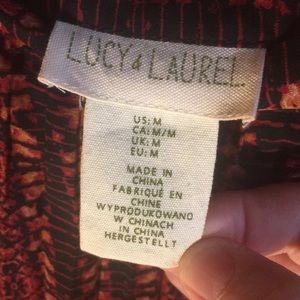 LUCY & LAUREL
US: M
CA: M/M
UK: M
EU: M
MADE IN
CHINA
FABRIQUÉ EN
CHINE
WYPRODUKOWANO
W CHINACH
IN CHINA
HERGESTELLT